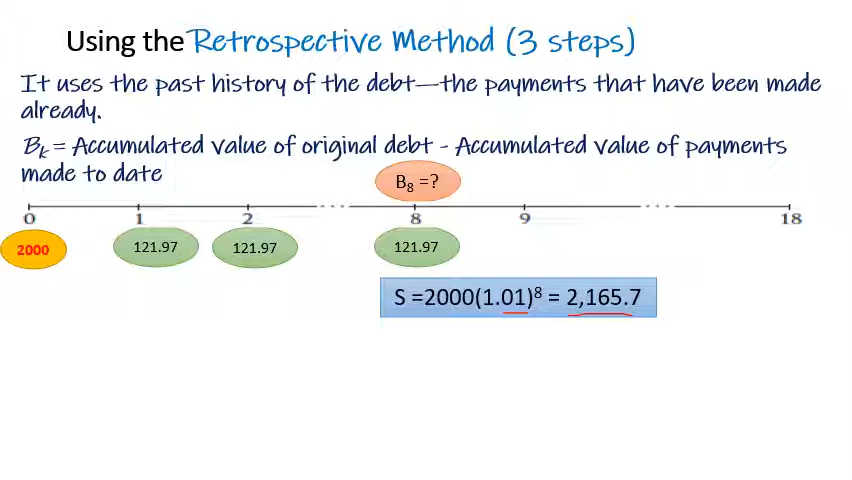 Using the Retrospective Method (3 steps)
It uses the past history of the debt—the payments that have been made
already.
Bₖ = Accumulated value of original debt - Accumulated value of payments
made to date
B₈ =?
0 1 2 ... 8 9 ... 18
2000 121.97 121.97 121.97
S =2000(1.01)⁸ = 2,165.7